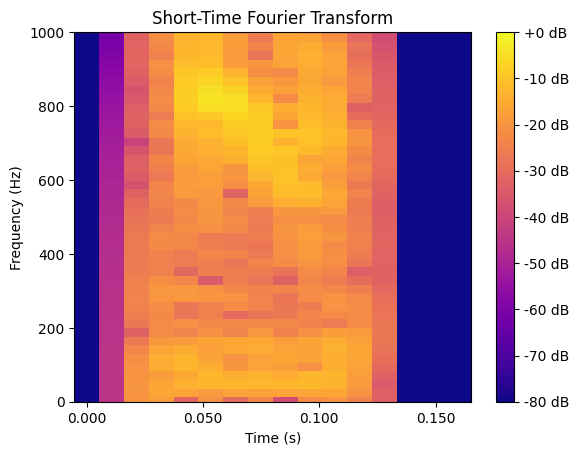 Short-Time Fourier Transform
Frequency (Hz)
1000
800
600
400
200
0
0.000
0.050
0.100
0.150
Time (s)
+0 dB
-10 dB
-20 dB
-30 dB
-40 dB
-50 dB
-60 dB
-70 dB
-80 dB